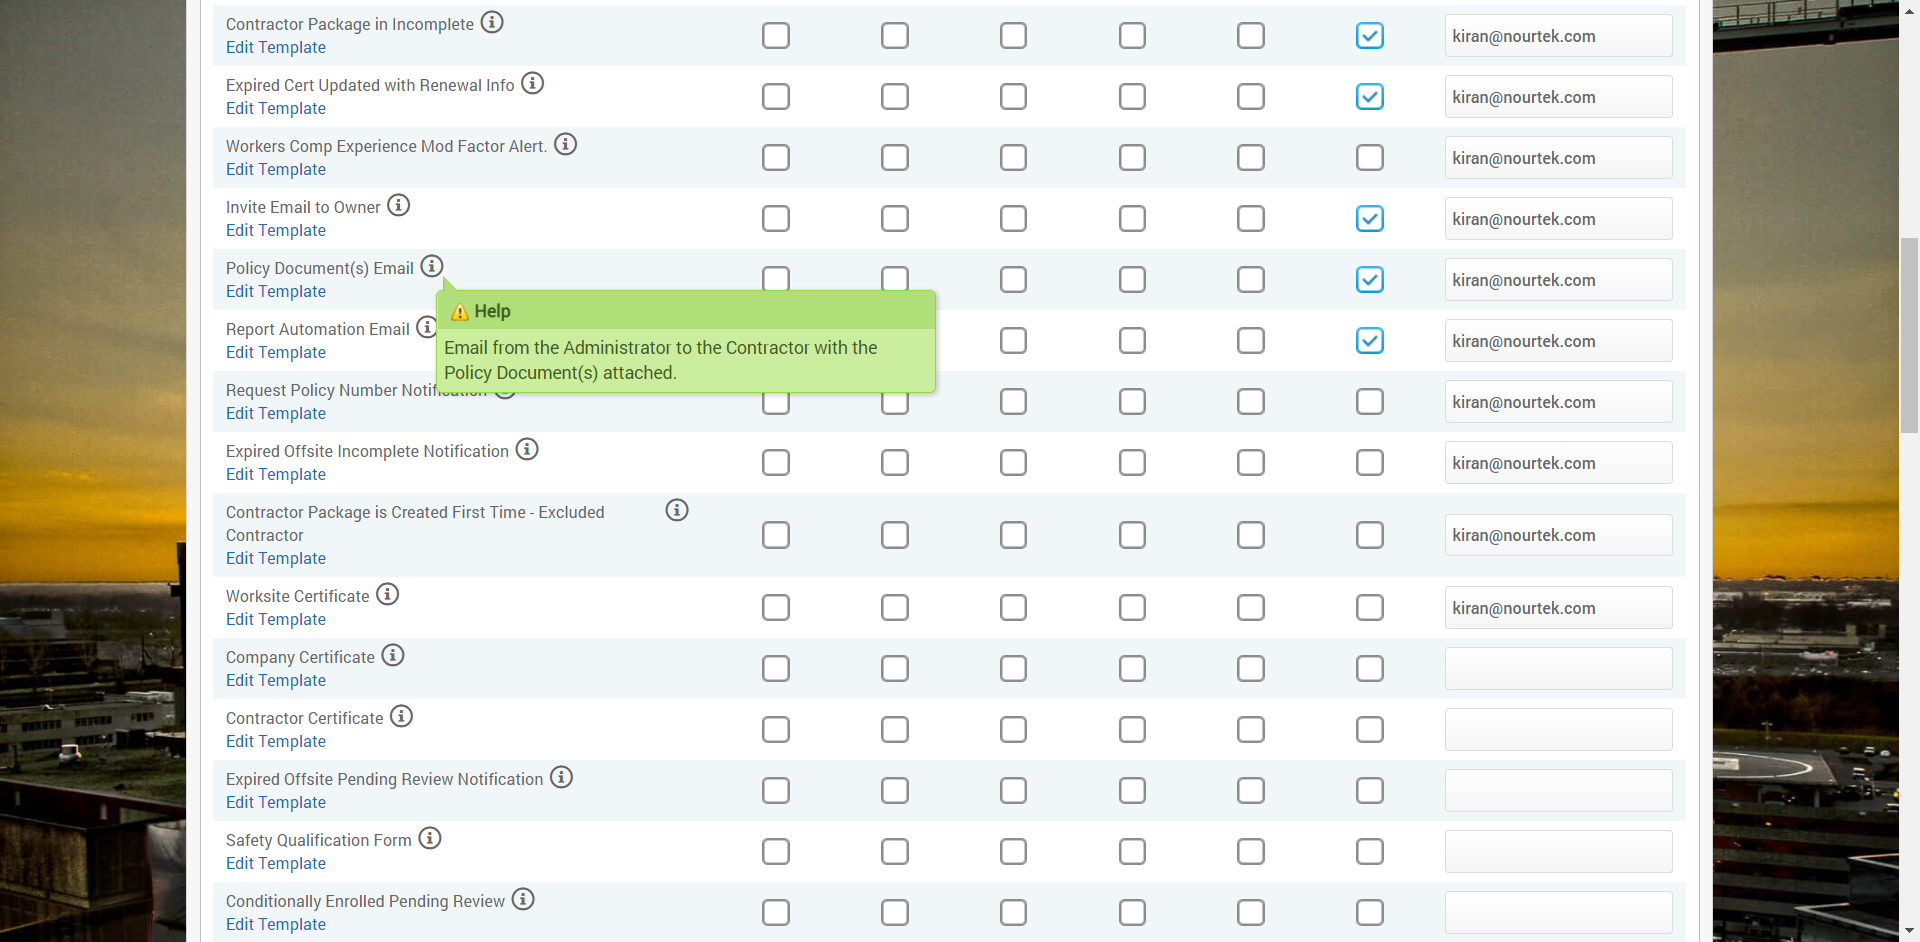 Contractor Package in Incomplete
Edit Template
kiran@nourtek.com
Expired Cert Updated with Renewal Info
Edit Template
kiran@nourtek.com
Workers Comp Experience Mod Factor Alert.
Edit Template
kiran@nourtek.com
Invite Email to Owner
Edit Template
kiran@nourtek.com
Policy Document(s) Email
Edit Template
kiran@nourtek.com
Help
Email from the Administrator to the Contractor with the
Policy Document(s) attached.
Report Automation Email
Edit Template
kiran@nourtek.com
Request Policy Number Notification
Edit Template
kiran@nourtek.com
Expired Offsite Incomplete Notification
Edit Template
kiran@nourtek.com
Contractor Package is Created First Time - Excluded
Contractor
Edit Template
kiran@nourtek.com
Worksite Certificate
Edit Template
kiran@nourtek.com
Company Certificate
Edit Template
Contractor Certificate
Edit Template
Expired Offsite Pending Review Notification
Edit Template
Safety Qualification Form
Edit Template
Conditionally Enrolled Pending Review
Edit Template